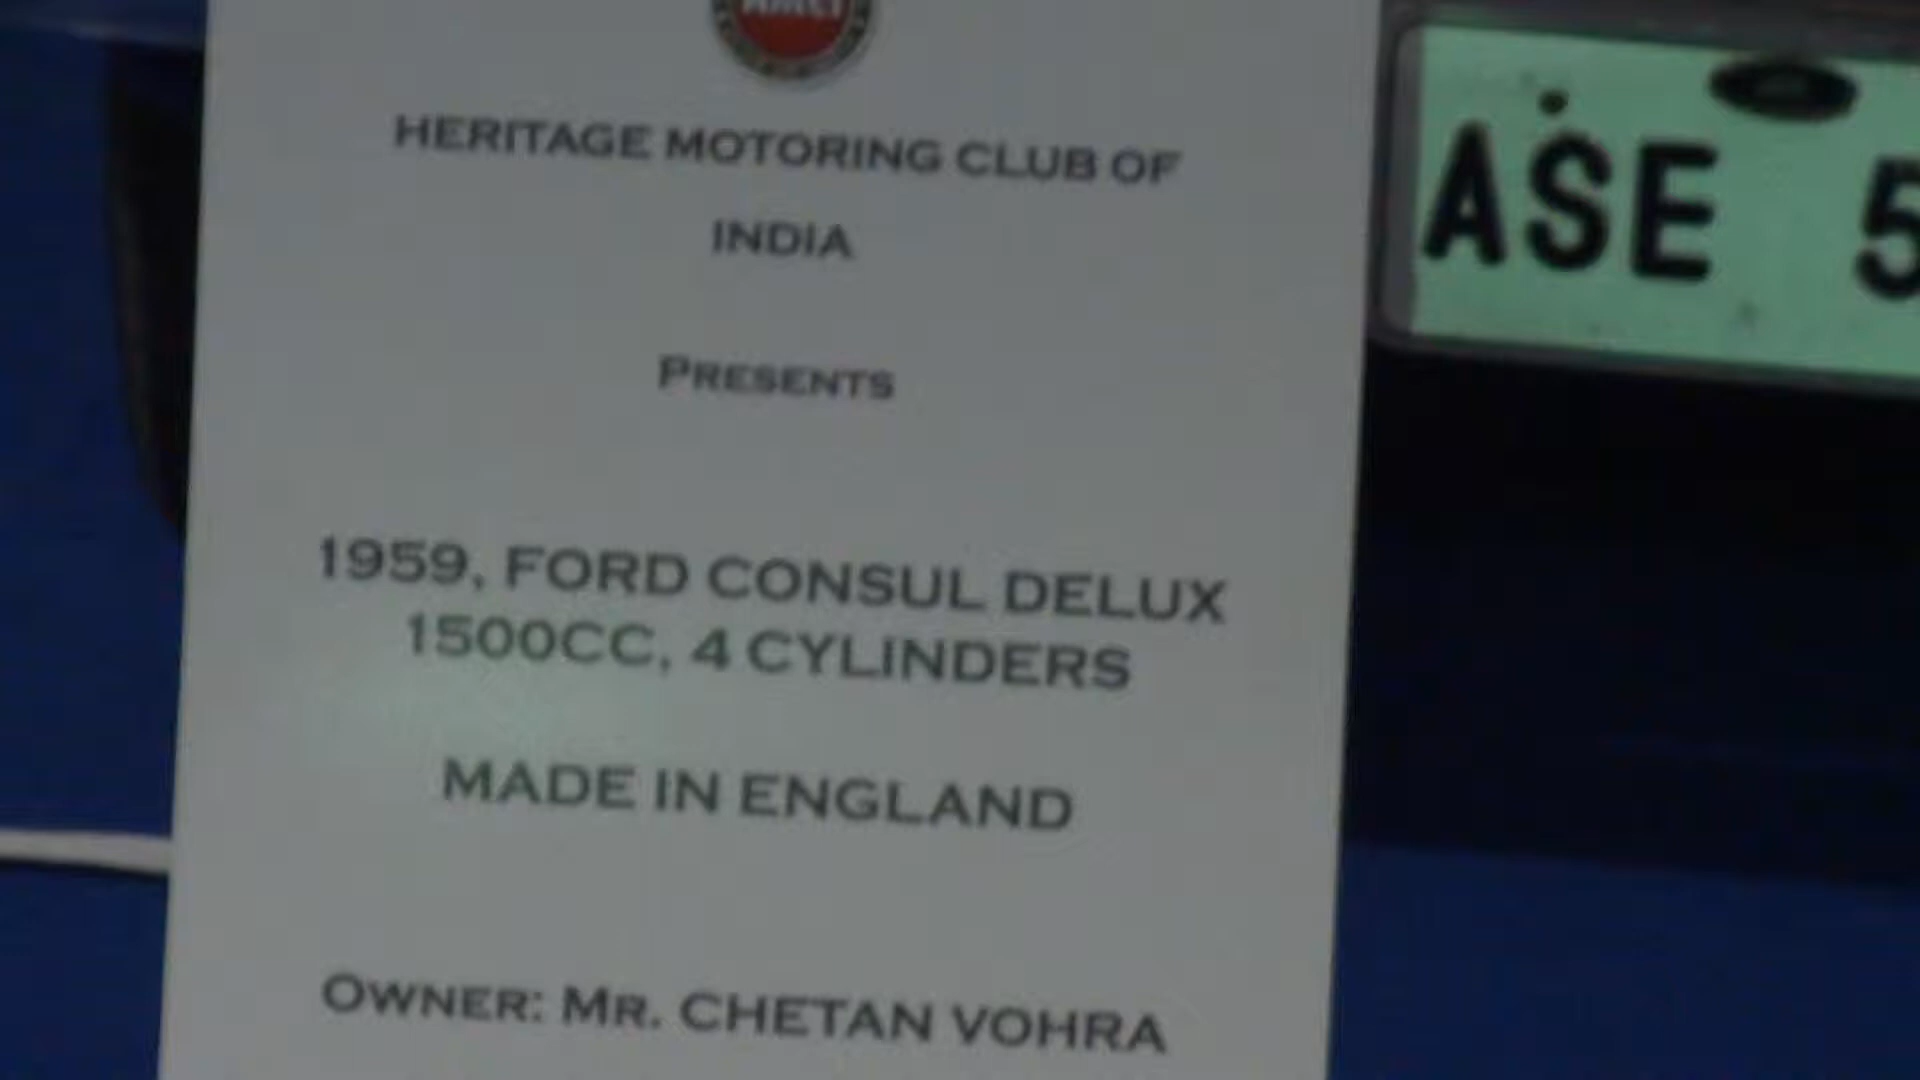 HERITAGE MOTORING CLUB OF
INDIA
PRESENTS
1959, FORD CONSUL DELUX
1500CC, 4 CYLINDERS
MADE IN ENGLAND
OWNER: MR. CHETAN VOHRA
ASE 5